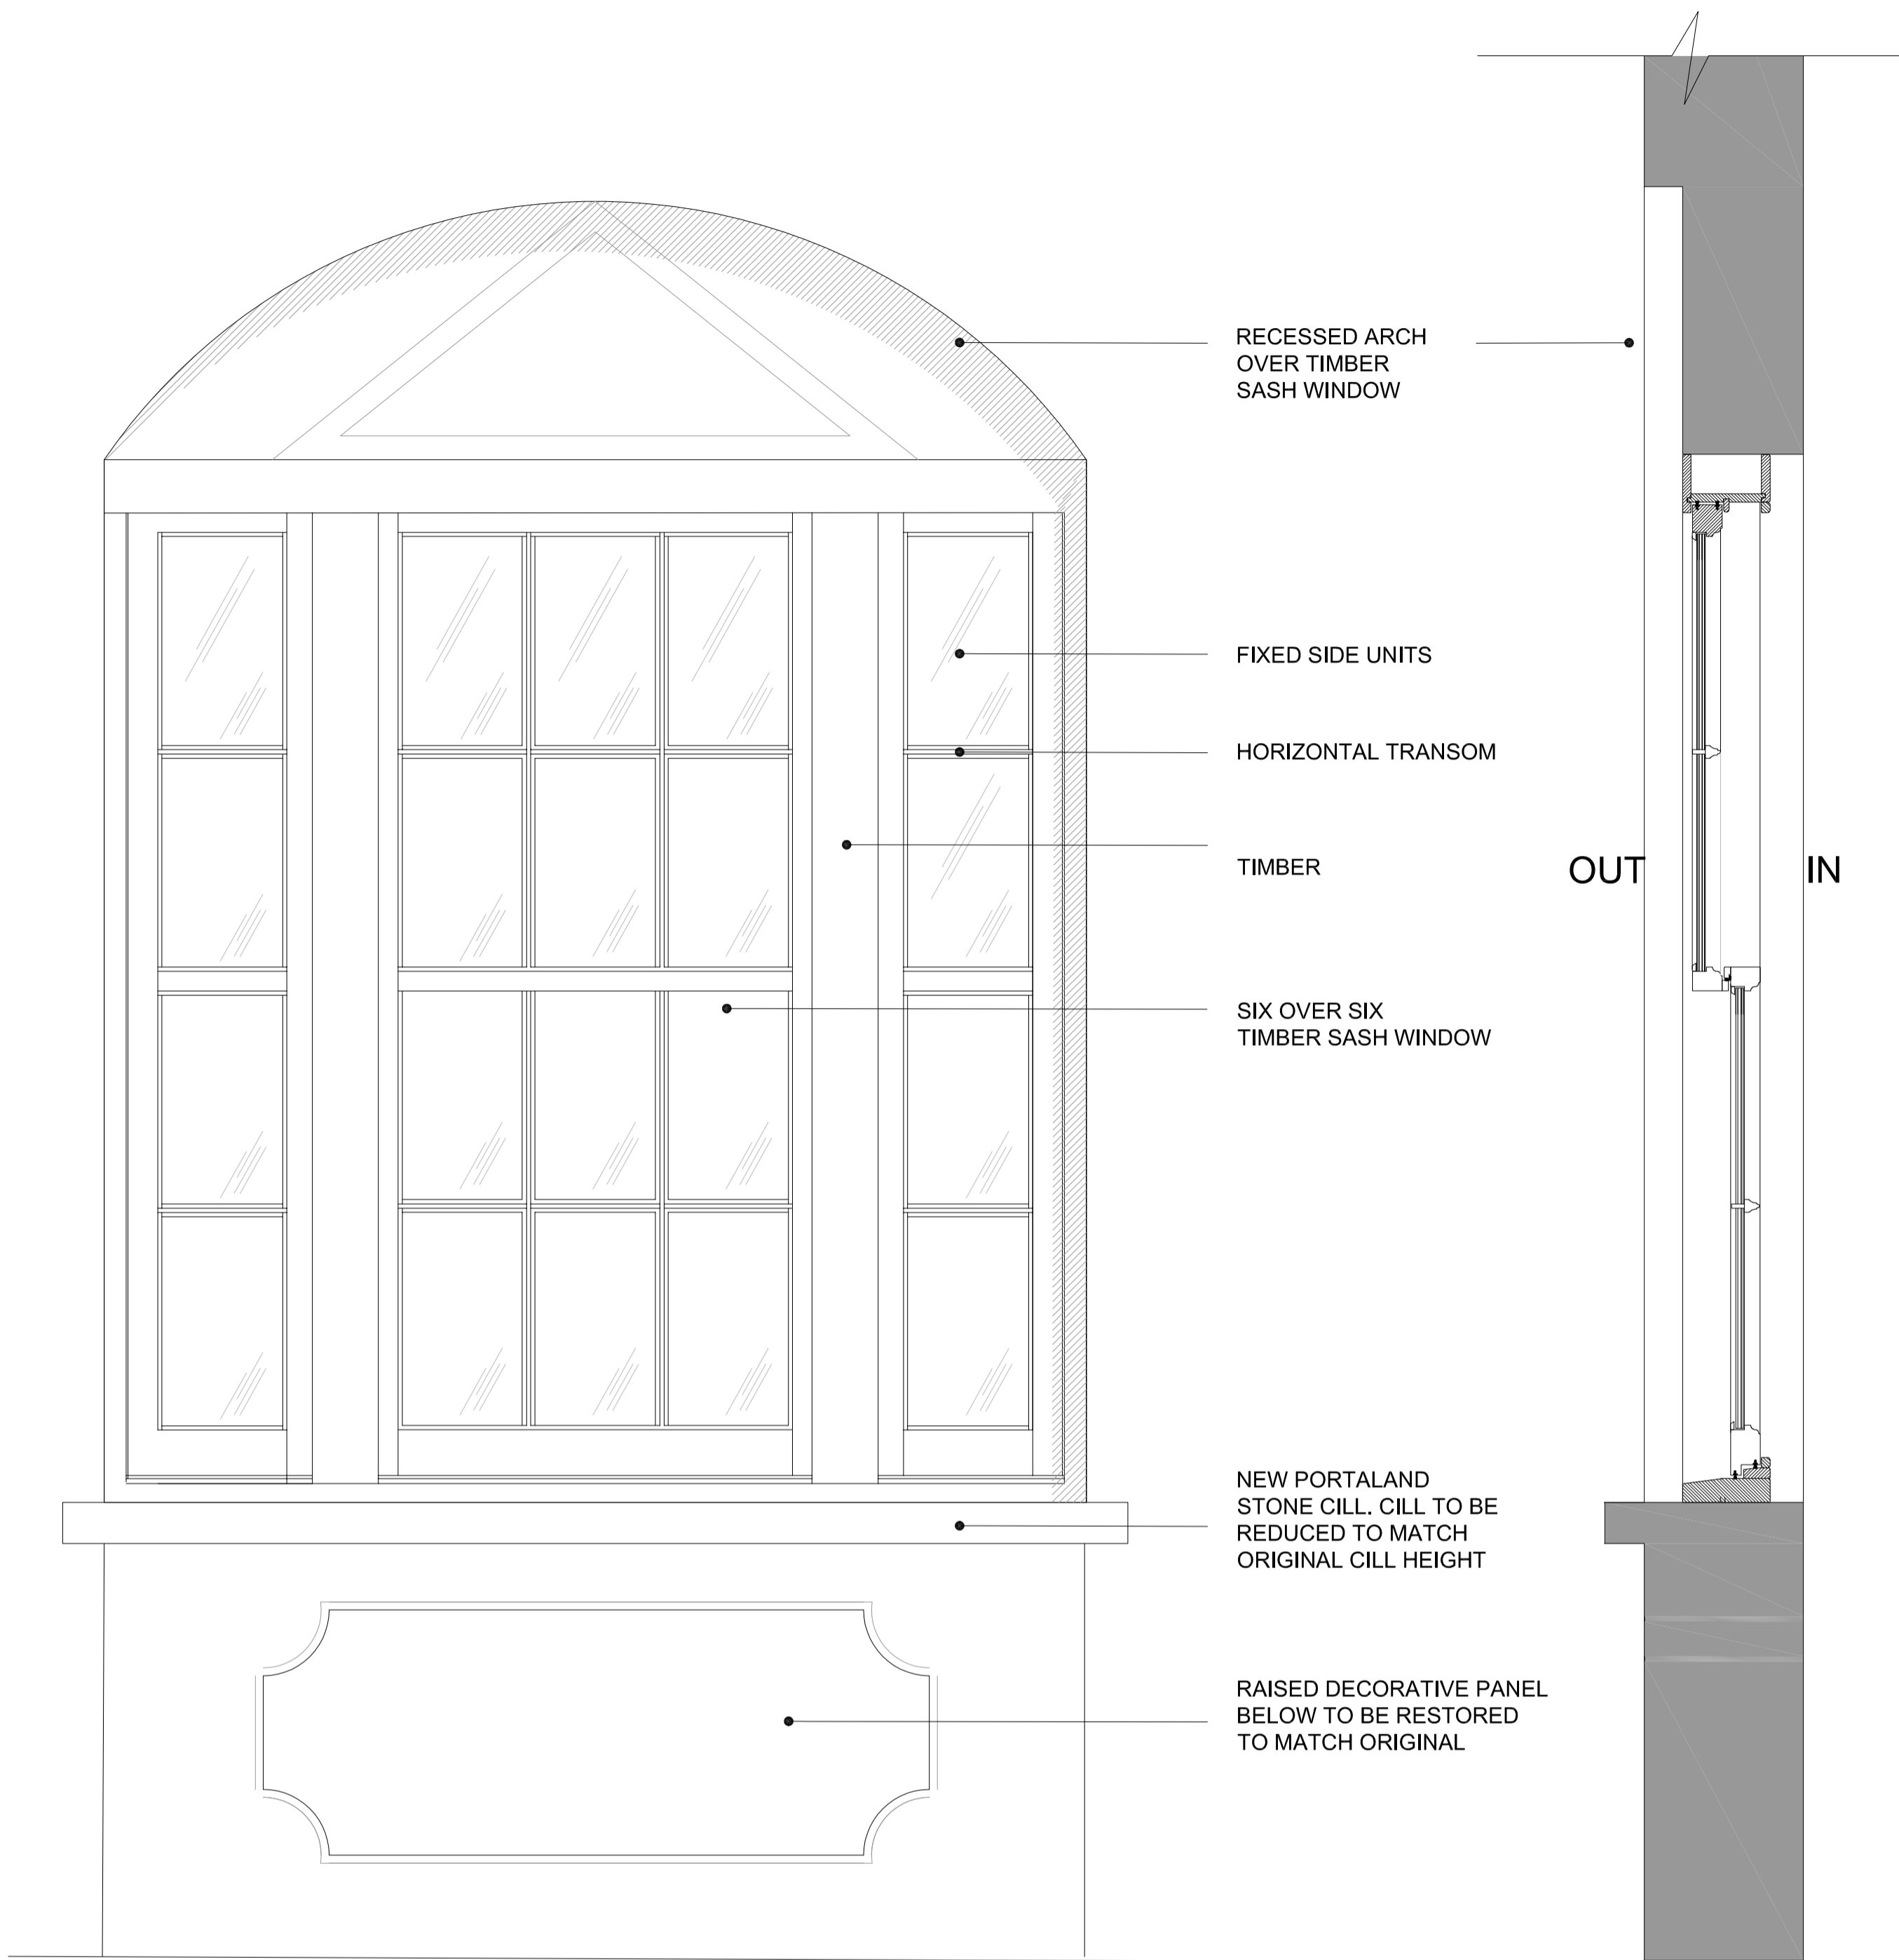 RECESSED ARCH
OVER TIMBER
SASH WINDOW
FIXED SIDE UNITS
HORIZONTAL TRANSOM
TIMBER
OUT
IN
SIX OVER SIX
TIMBER SASH WINDOW
NEW PORTALAND
STONE CILL. CILL TO BE
REDUCED TO MATCH
ORIGINAL CILL HEIGHT
RAISED DECORATIVE PANEL
BELOW TO BE RESTORED
TO MATCH ORIGINAL